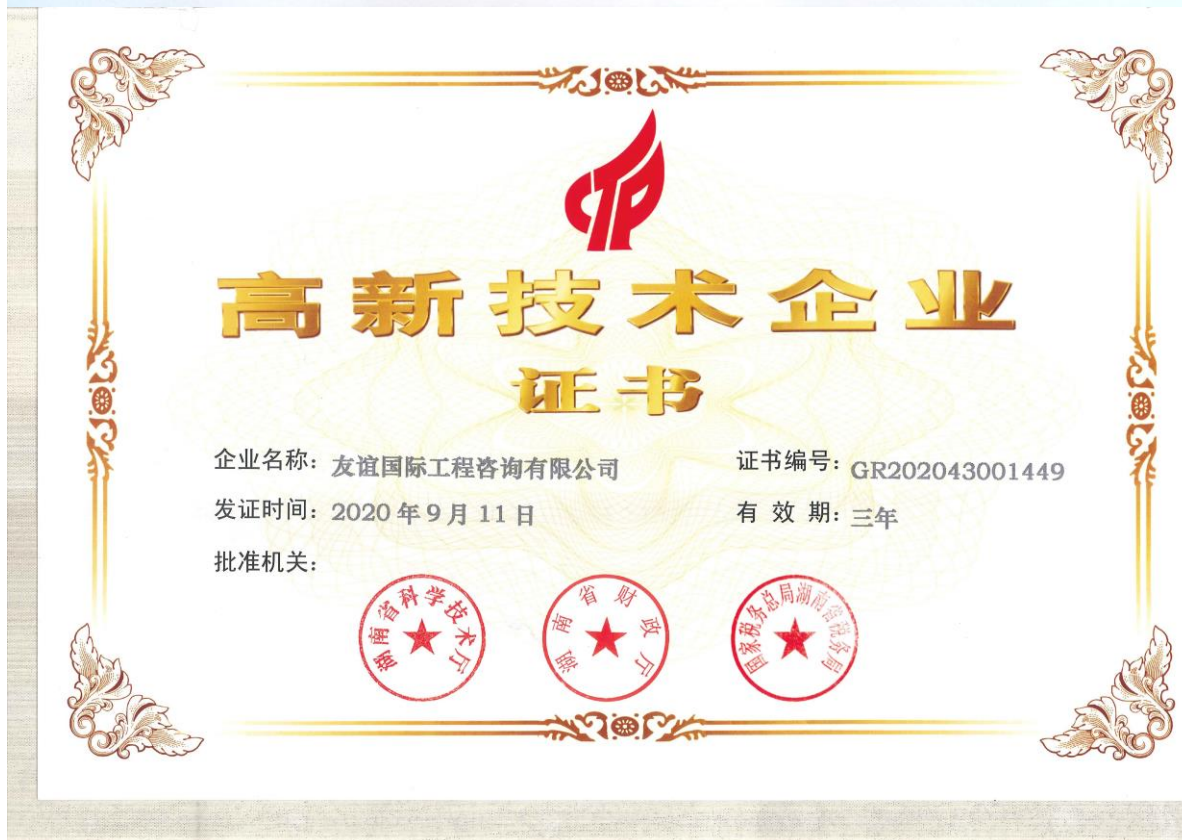 高新技术企业
证书
企业名称：友谊国际工程咨询有限公司
证书编号：GR202043001449
发证时间：2020年9月11日
有效期：三年
批准机关：
湖南省科学技术厅
湖南省财政厅
国家税务总局湖南省税务局